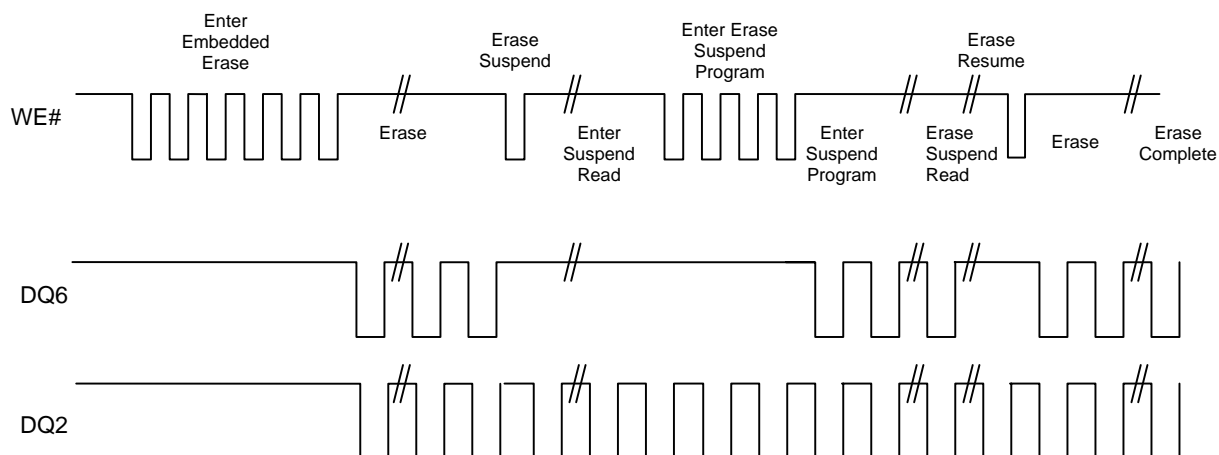 Enter
Embedded
Erase
Erase
Suspend
Enter Erase
Suspend
Program
Erase
Resume
WE#
Erase
Enter
Suspend
Read
Enter
Suspend
Program
Erase
Suspend
Read
Erase
Erase
Complete
DQ6
DQ2